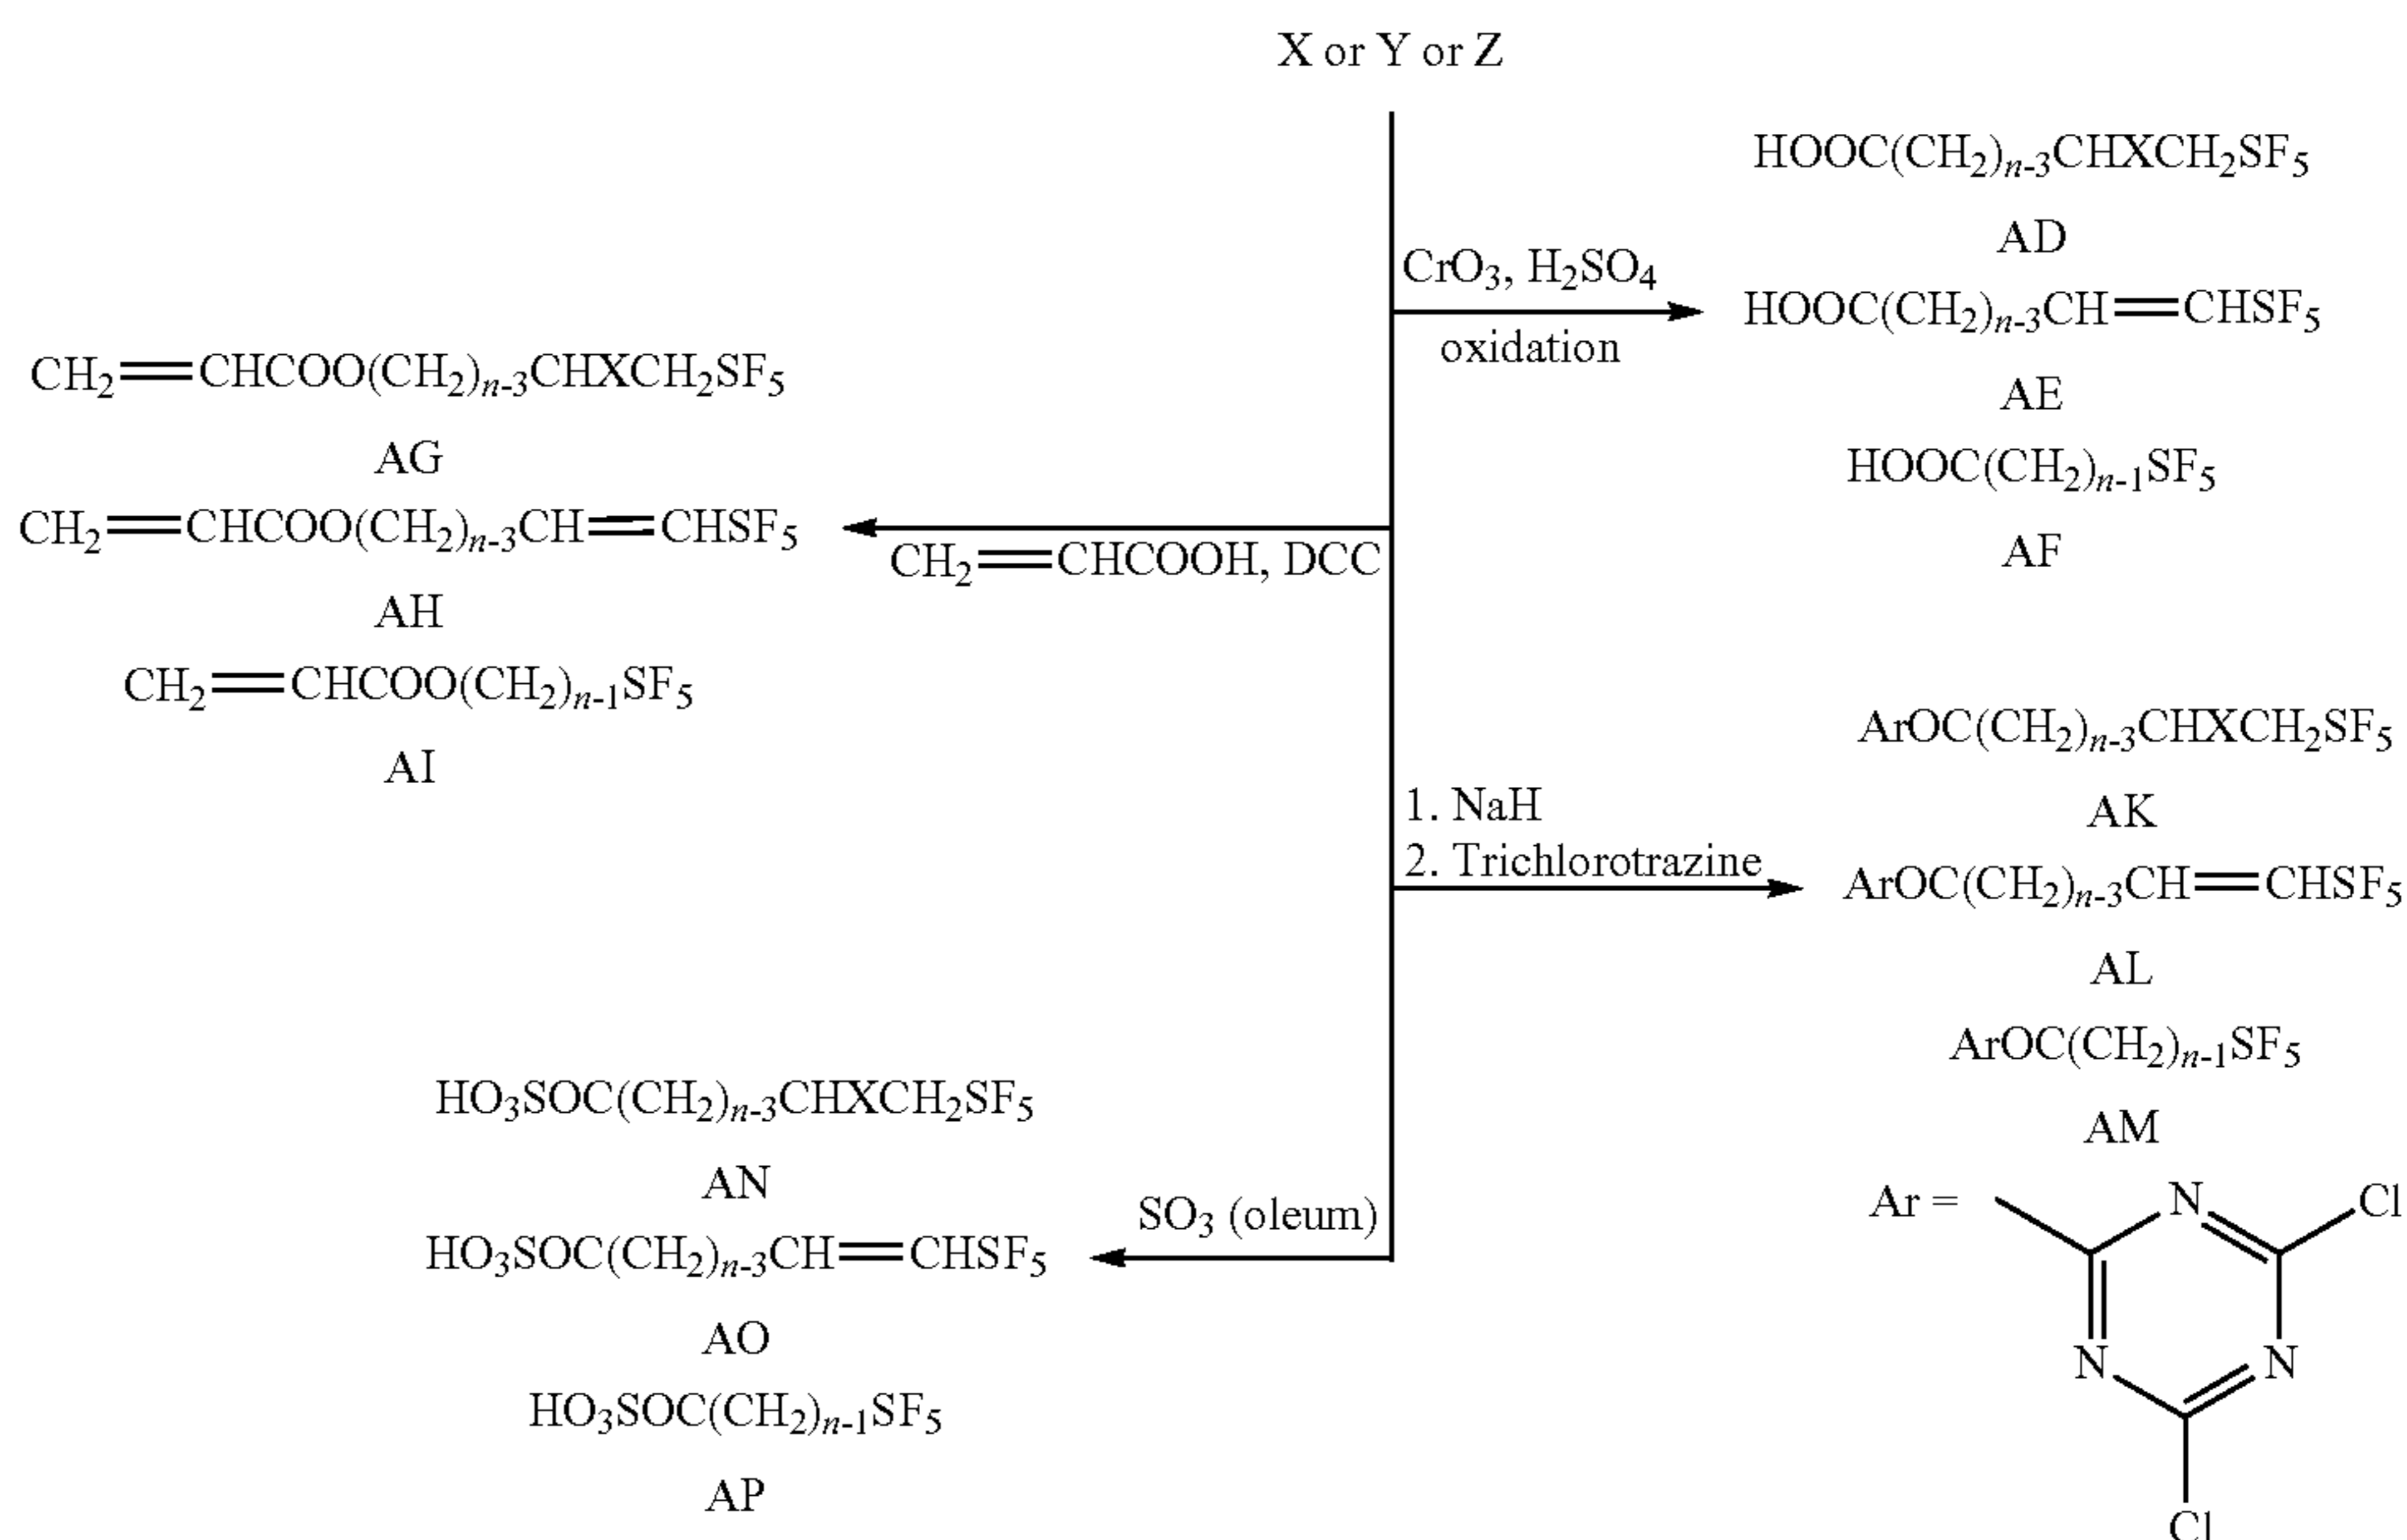 X or Y or Z
HOOC(CH2)n-3CHXCH2SF5
AD
CrO3, H2SO4
oxidation
HOOC(CH2)n-3CH=CHSF5
AE
HOOC(CH2)n-1SF5
AF
CH2=CHCOO(CH2)n-3CHXCH2SF5
AG
CH2=CHCOO(CH2)n-3CH=CHSF5
AH
CH2=CHCOO(CH2)n-1SF5
AI
CH2=CHCOOH, DCC
1. NaH
2. Trichlorotrazine
ArOC(CH2)n-3CHXCH2SF5
AK
ArOC(CH2)n-3CH=CHSF5
AL
ArOC(CH2)n-1SF5
AM
HO3SOC(CH2)n-3CHXCH2SF5
AN
HO3SOC(CH2)n-3CH=CHSF5
AO
HO3SOC(CH2)n-1SF5
AP
SO3 (oleum)
Ar =
N
Cl
N
N
Cl